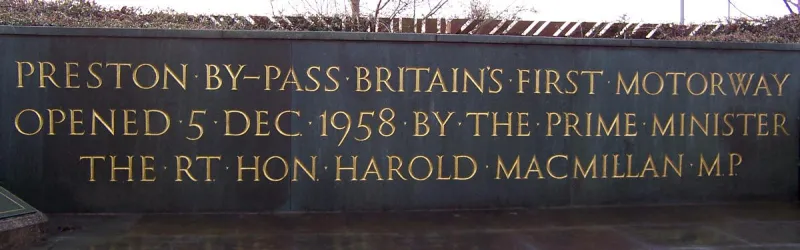 PRESTON · BY-PASS · BRITAIN'S · FIRST · MOTORWAY
OPENED · 5 · DEC. · 1958 · BY · THE · PRIME · MINISTER
THE · RT · HON. HAROLD · MACMILLAN · M.P.